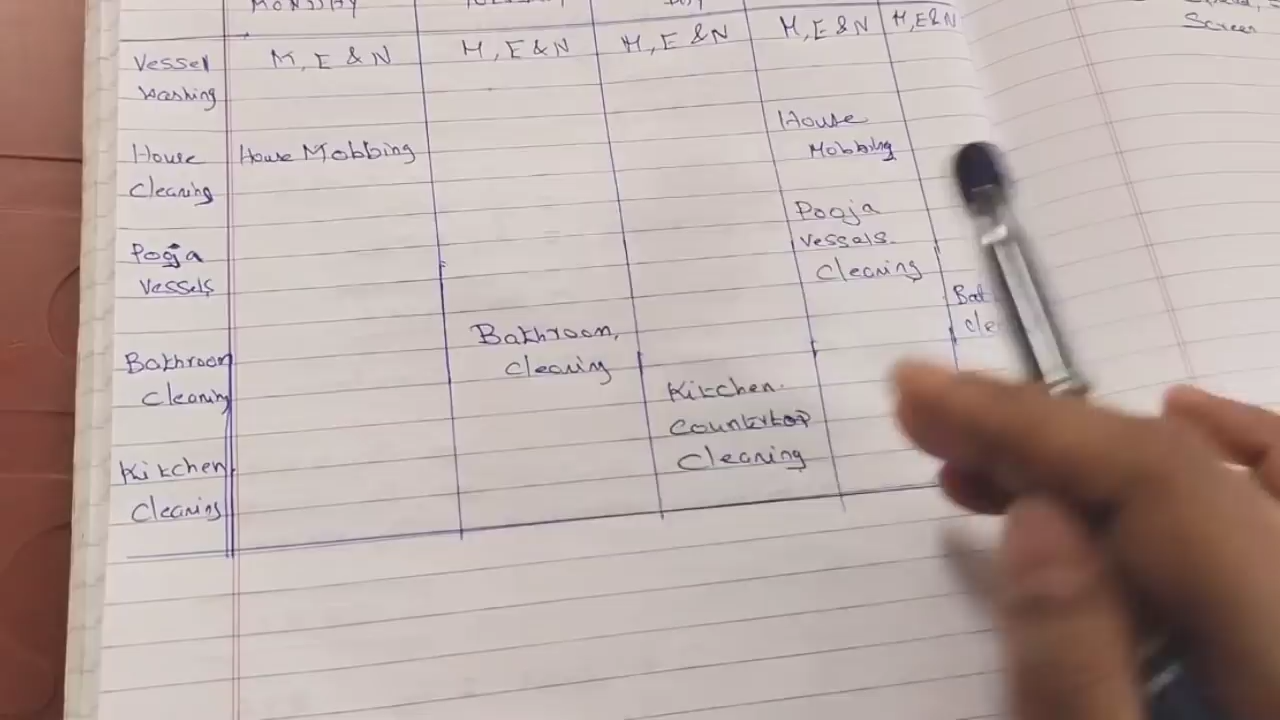 M, E & N M, E & N M, E & N M, E & N M, E & N
Vessel
Washing
House
Cleaning
House Mobbing
House
Mobbing
Pooja
Vessels
Pooja
Vessels
Cleaning
Bathroom
Cleaning
Bathroom
Cleaning
Kitchen
Countertop
Cleaning
Kitchen
Cleaning
Screen